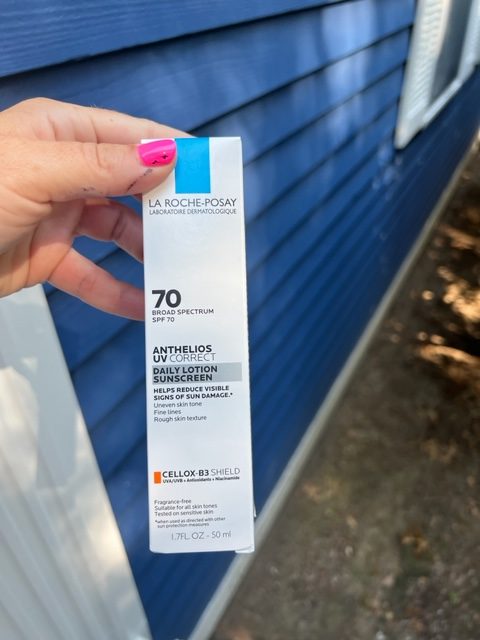 LA ROCHE-POSAY
LABORATOIRE DERMATOLOGIQUE
70
BROAD SPECTRUM
SPF 70
ANTHELIOS
UV CORRECT
DAILY LOTION
SUNSCREEN
HELPS REDUCE VISIBLE
SIGNS OF SUN DAMAGE.*
Uneven skin tone
Fine lines
Rough skin texture
CELLOX-B3 SHIELD
UVA/UVB + Antioxidants + Niacinamide
Fragrance-free
Suitable for all skin tones
Tested on sensitive skin
*when used as directed with other
sun protection measures
1.7FL. OZ - 50 ml